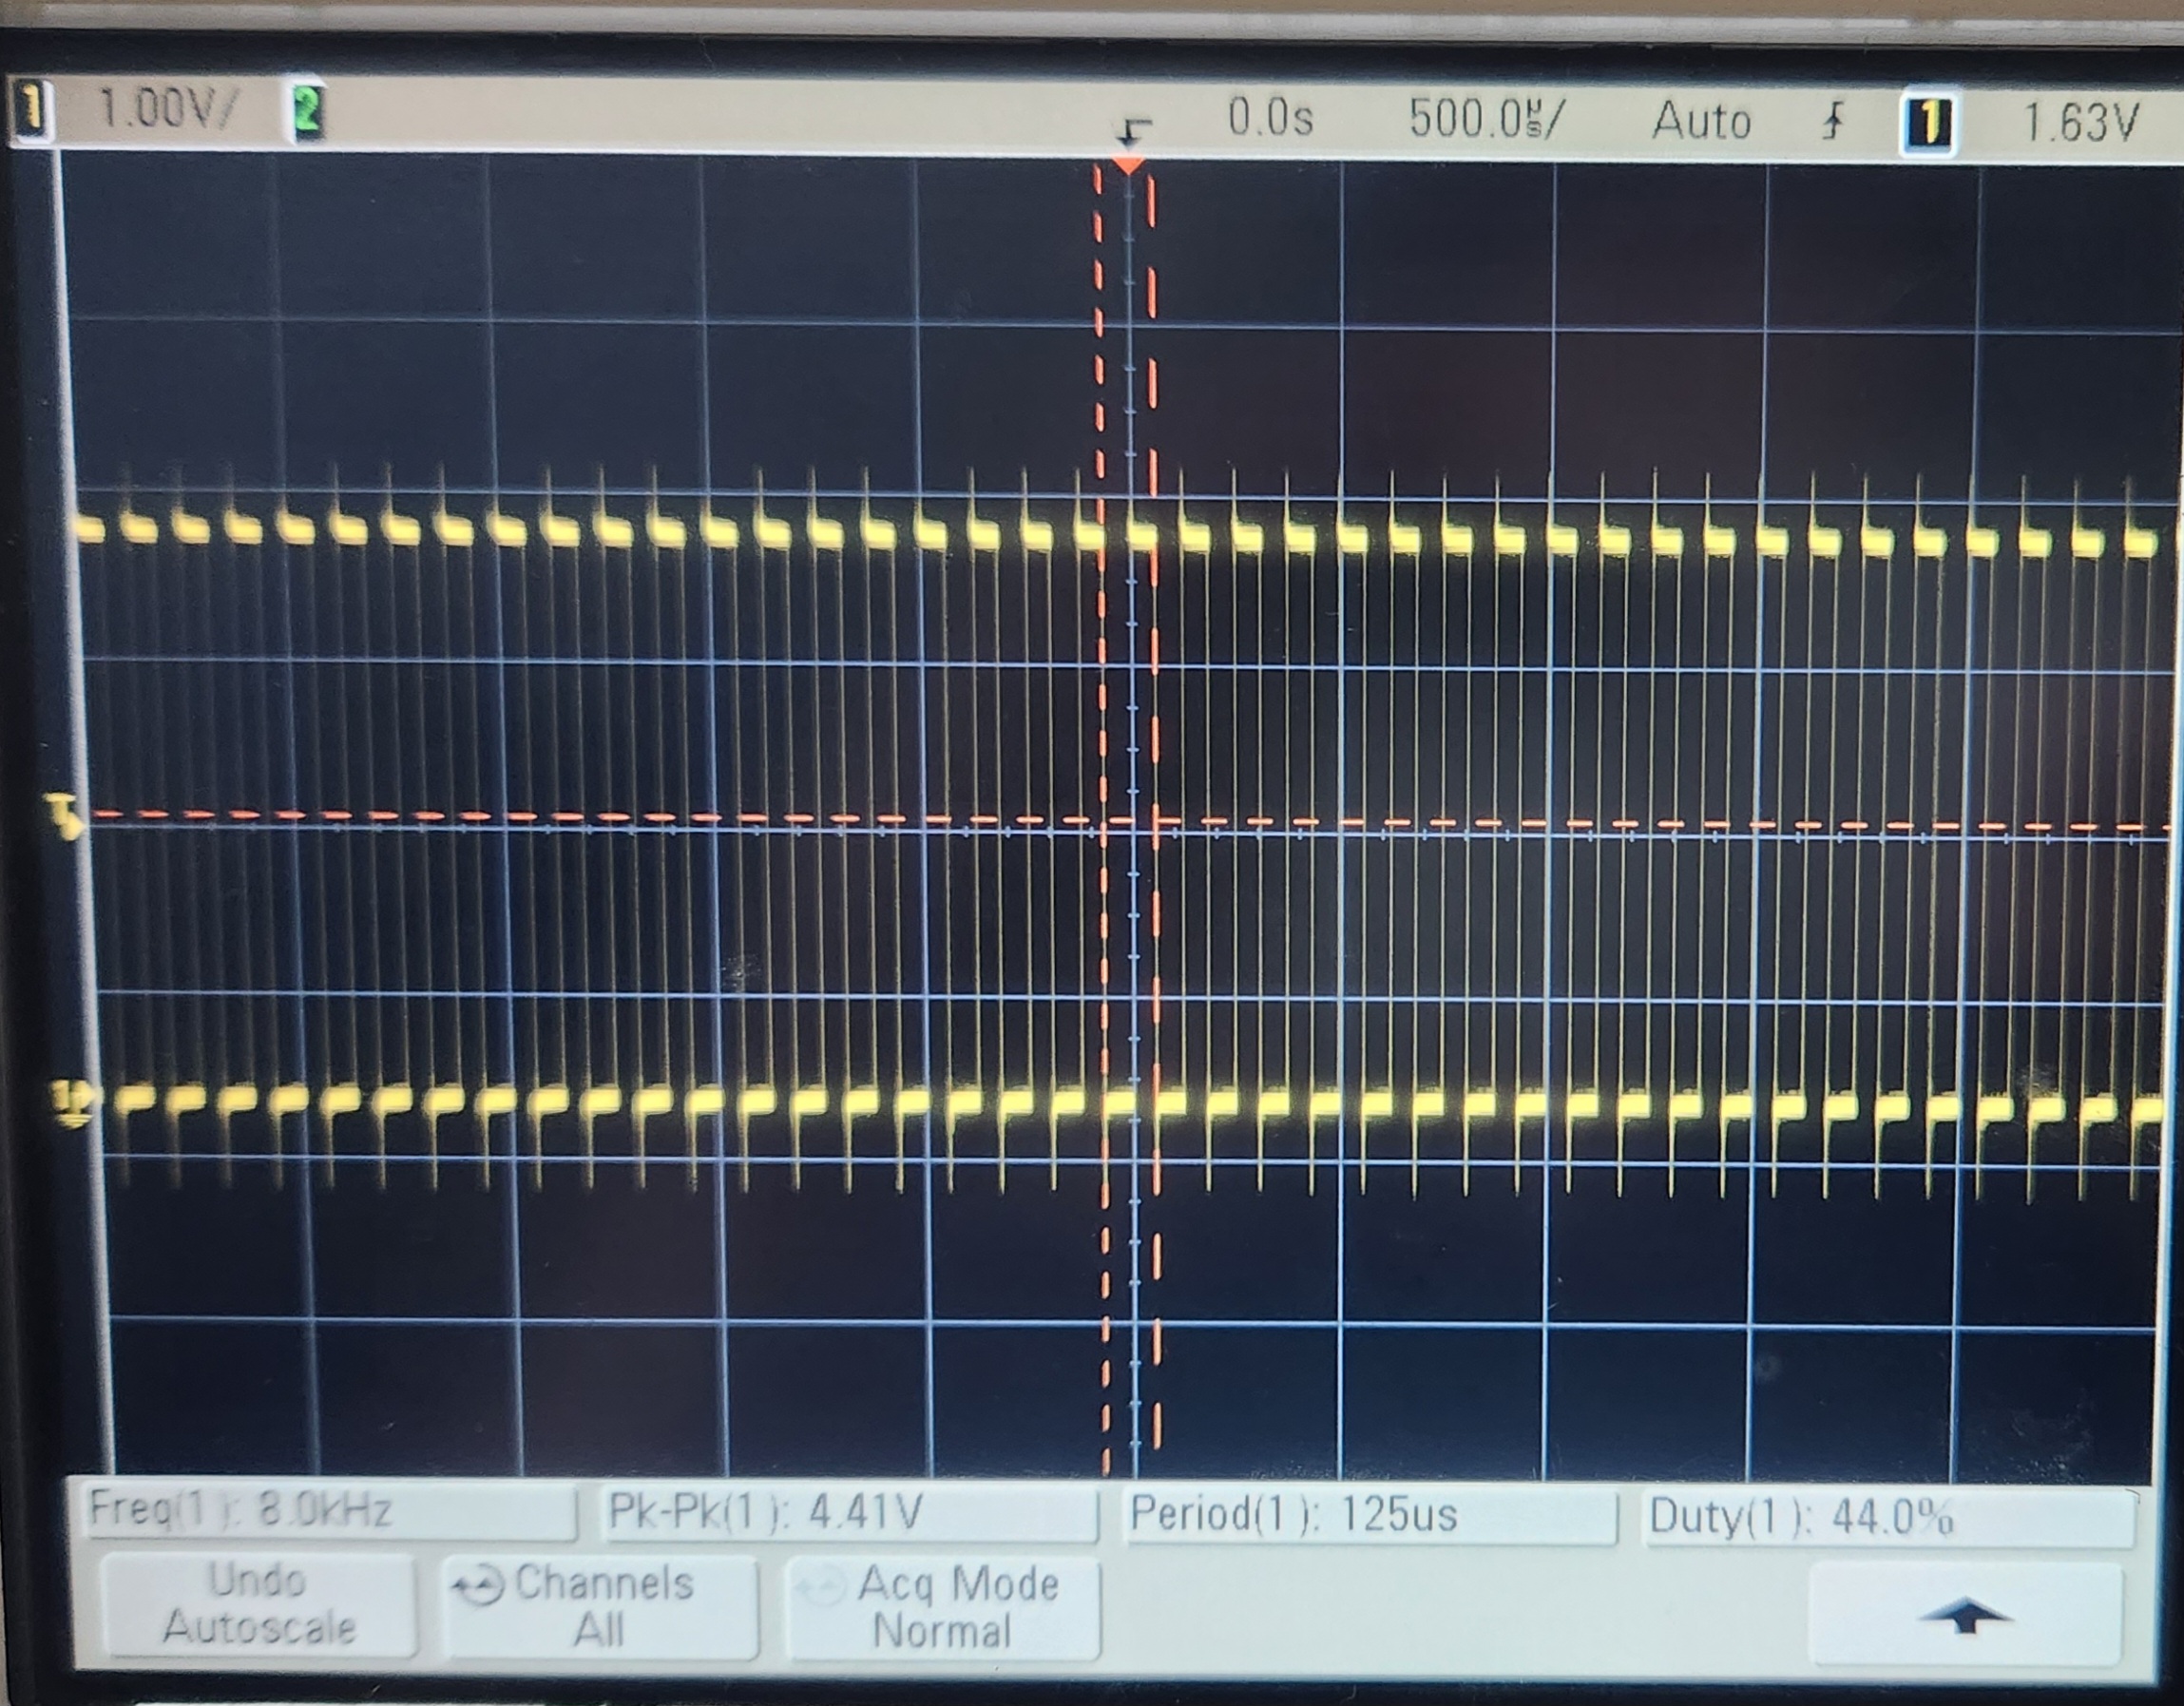 1 1.00V/ 2 0.0s 500.0µs/ Auto 1 1.63V
T
1
Freq(1): 8.0kHz Pk-Pk(1): 4.41V Period(1): 125us Duty(1): 44.0%
Undo Channels Acq Mode
Autoscale All Normal